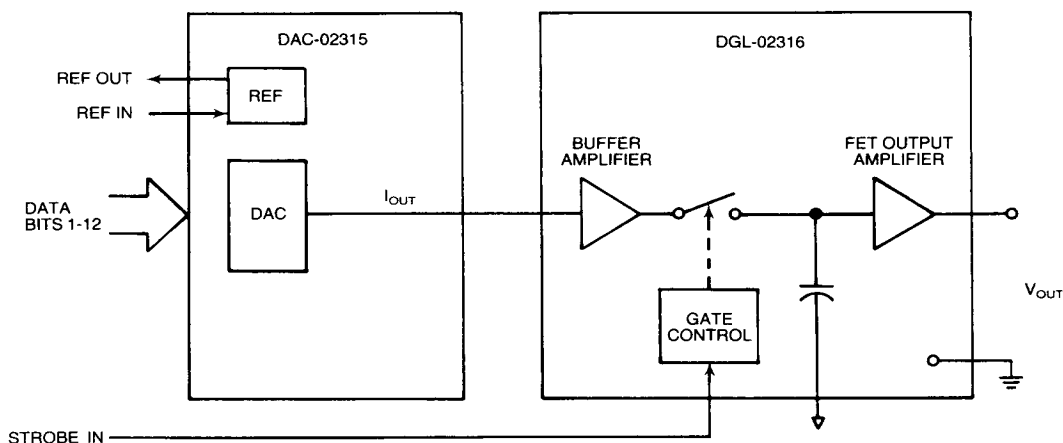 DAC-02315
DGL-02316
REF OUT
REF
REF IN
BUFFER
AMPLIFIER
FET OUTPUT
AMPLIFIER
DATA
BITS 1-12
DAC
IOUT
VOUT
GATE
CONTROL
STROBE IN